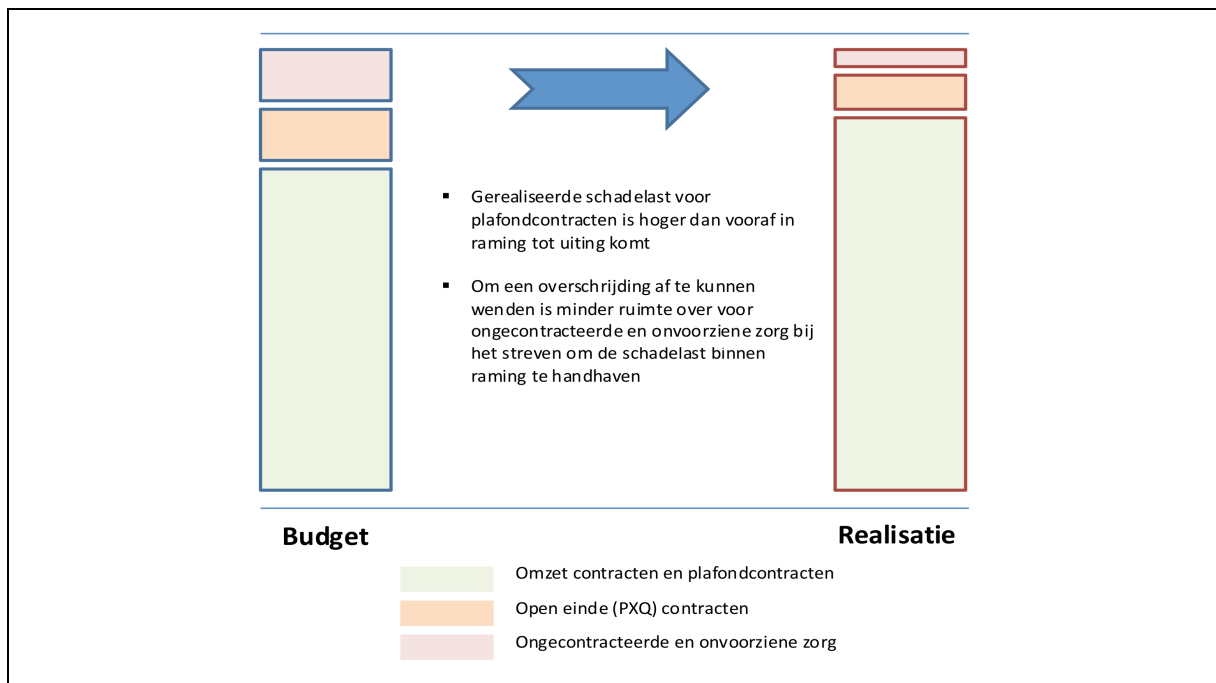 ▪ Gerealiseerde schadelast voor
plafondcontracten is hoger dan vooraf in
raming tot uiting komt
▪ Om een overschrijding af te kunnen
wenden is minder ruimte over voor
ongecontracteerde en onvoorziene zorg bij
het streven om de schadelast binnen
raming te handhaven
Budget
Realisatie
Omzet contracten en plafondcontracten
Open einde (PXQ) contracten
Ongecontracteerde en onvoorziene zorg